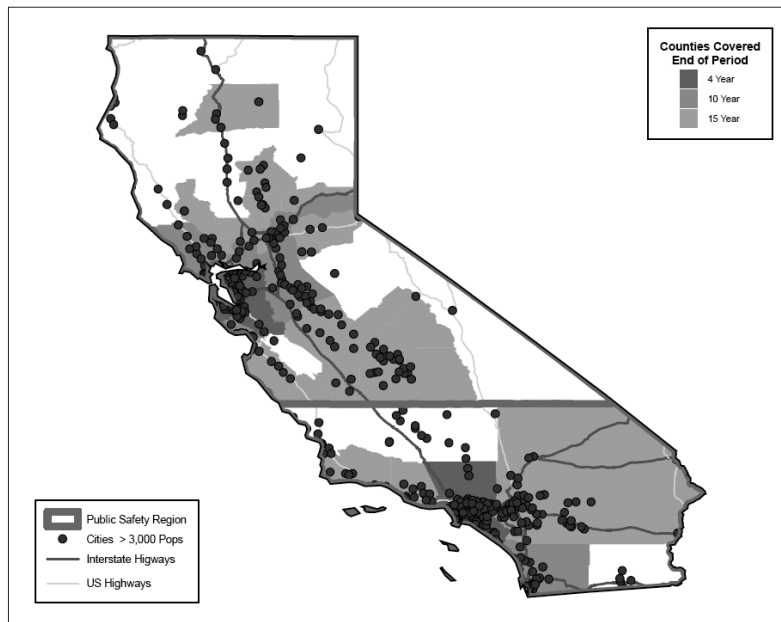 Counties Covered
End of Period
4 Year
10 Year
15 Year
Public Safety Region
Cities > 3,000 Pops
Interstate Higways
US Highways